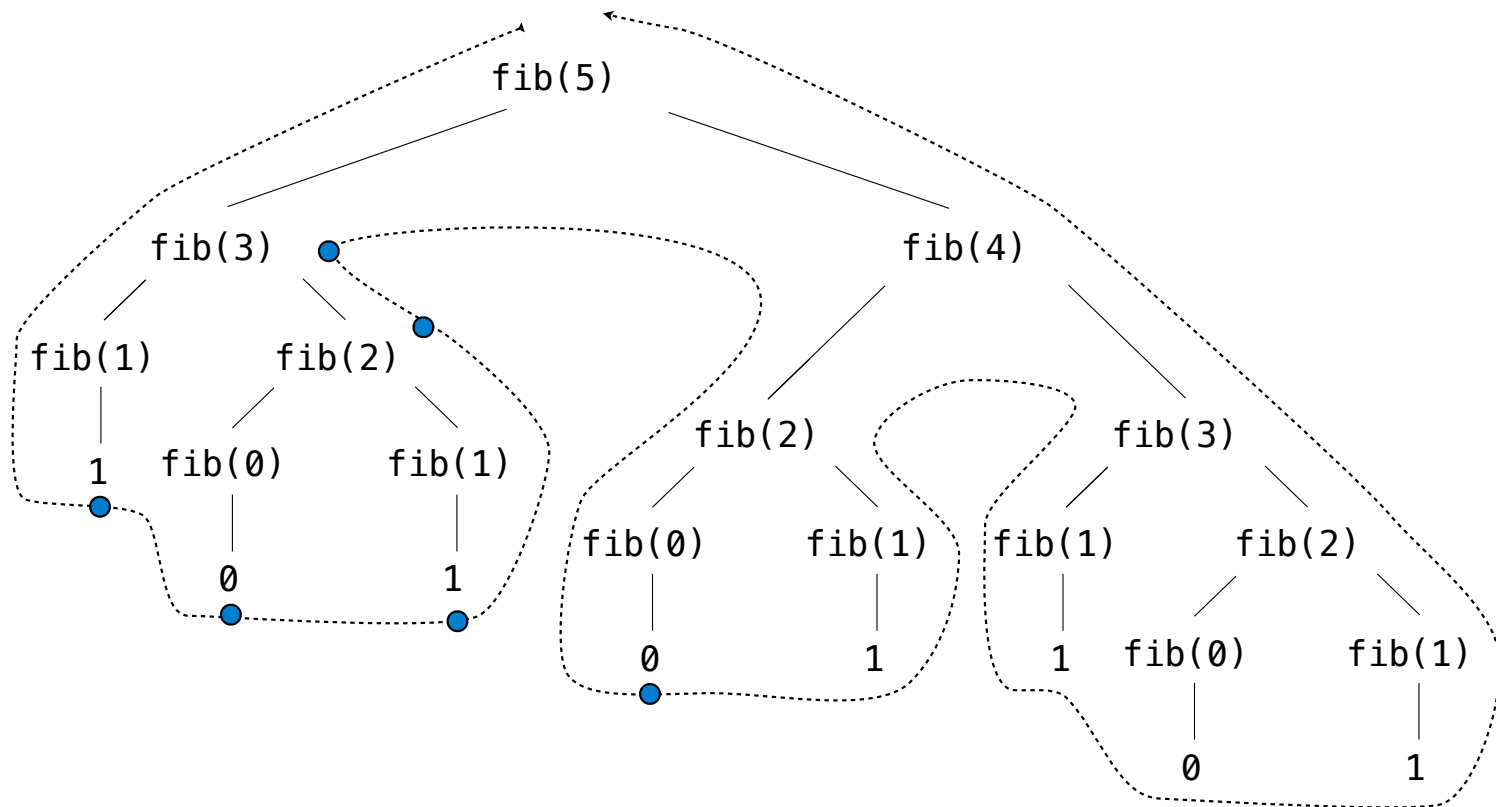 fib(5)
fib(3) fib(4)
fib(1) fib(2)
fib(2) fib(3)
1 fib(0) fib(1)
fib(0) fib(1) fib(1) fib(2)
0 1
0 1 1 fib(0) fib(1)
0 1